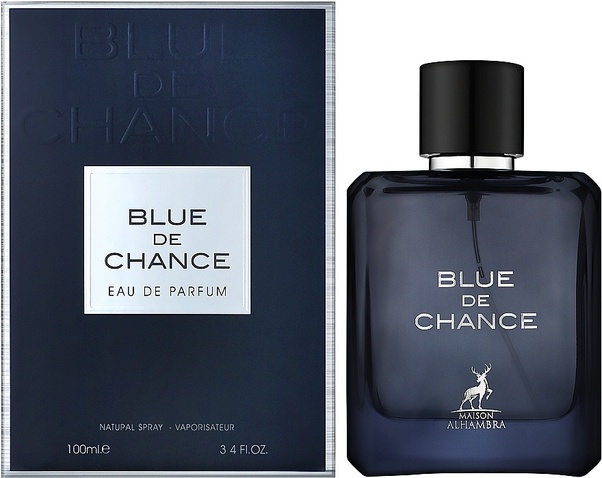 BLUE
DE
CHANCE
BLUE
DE
CHANCE
EAU DE PARFUM
NATURAL SPRAY - VAPORISATEUR
100ml.e 3 4 Fl.OZ.
BLUE
DE
CHANCE
MAISON
ALHAMBRA